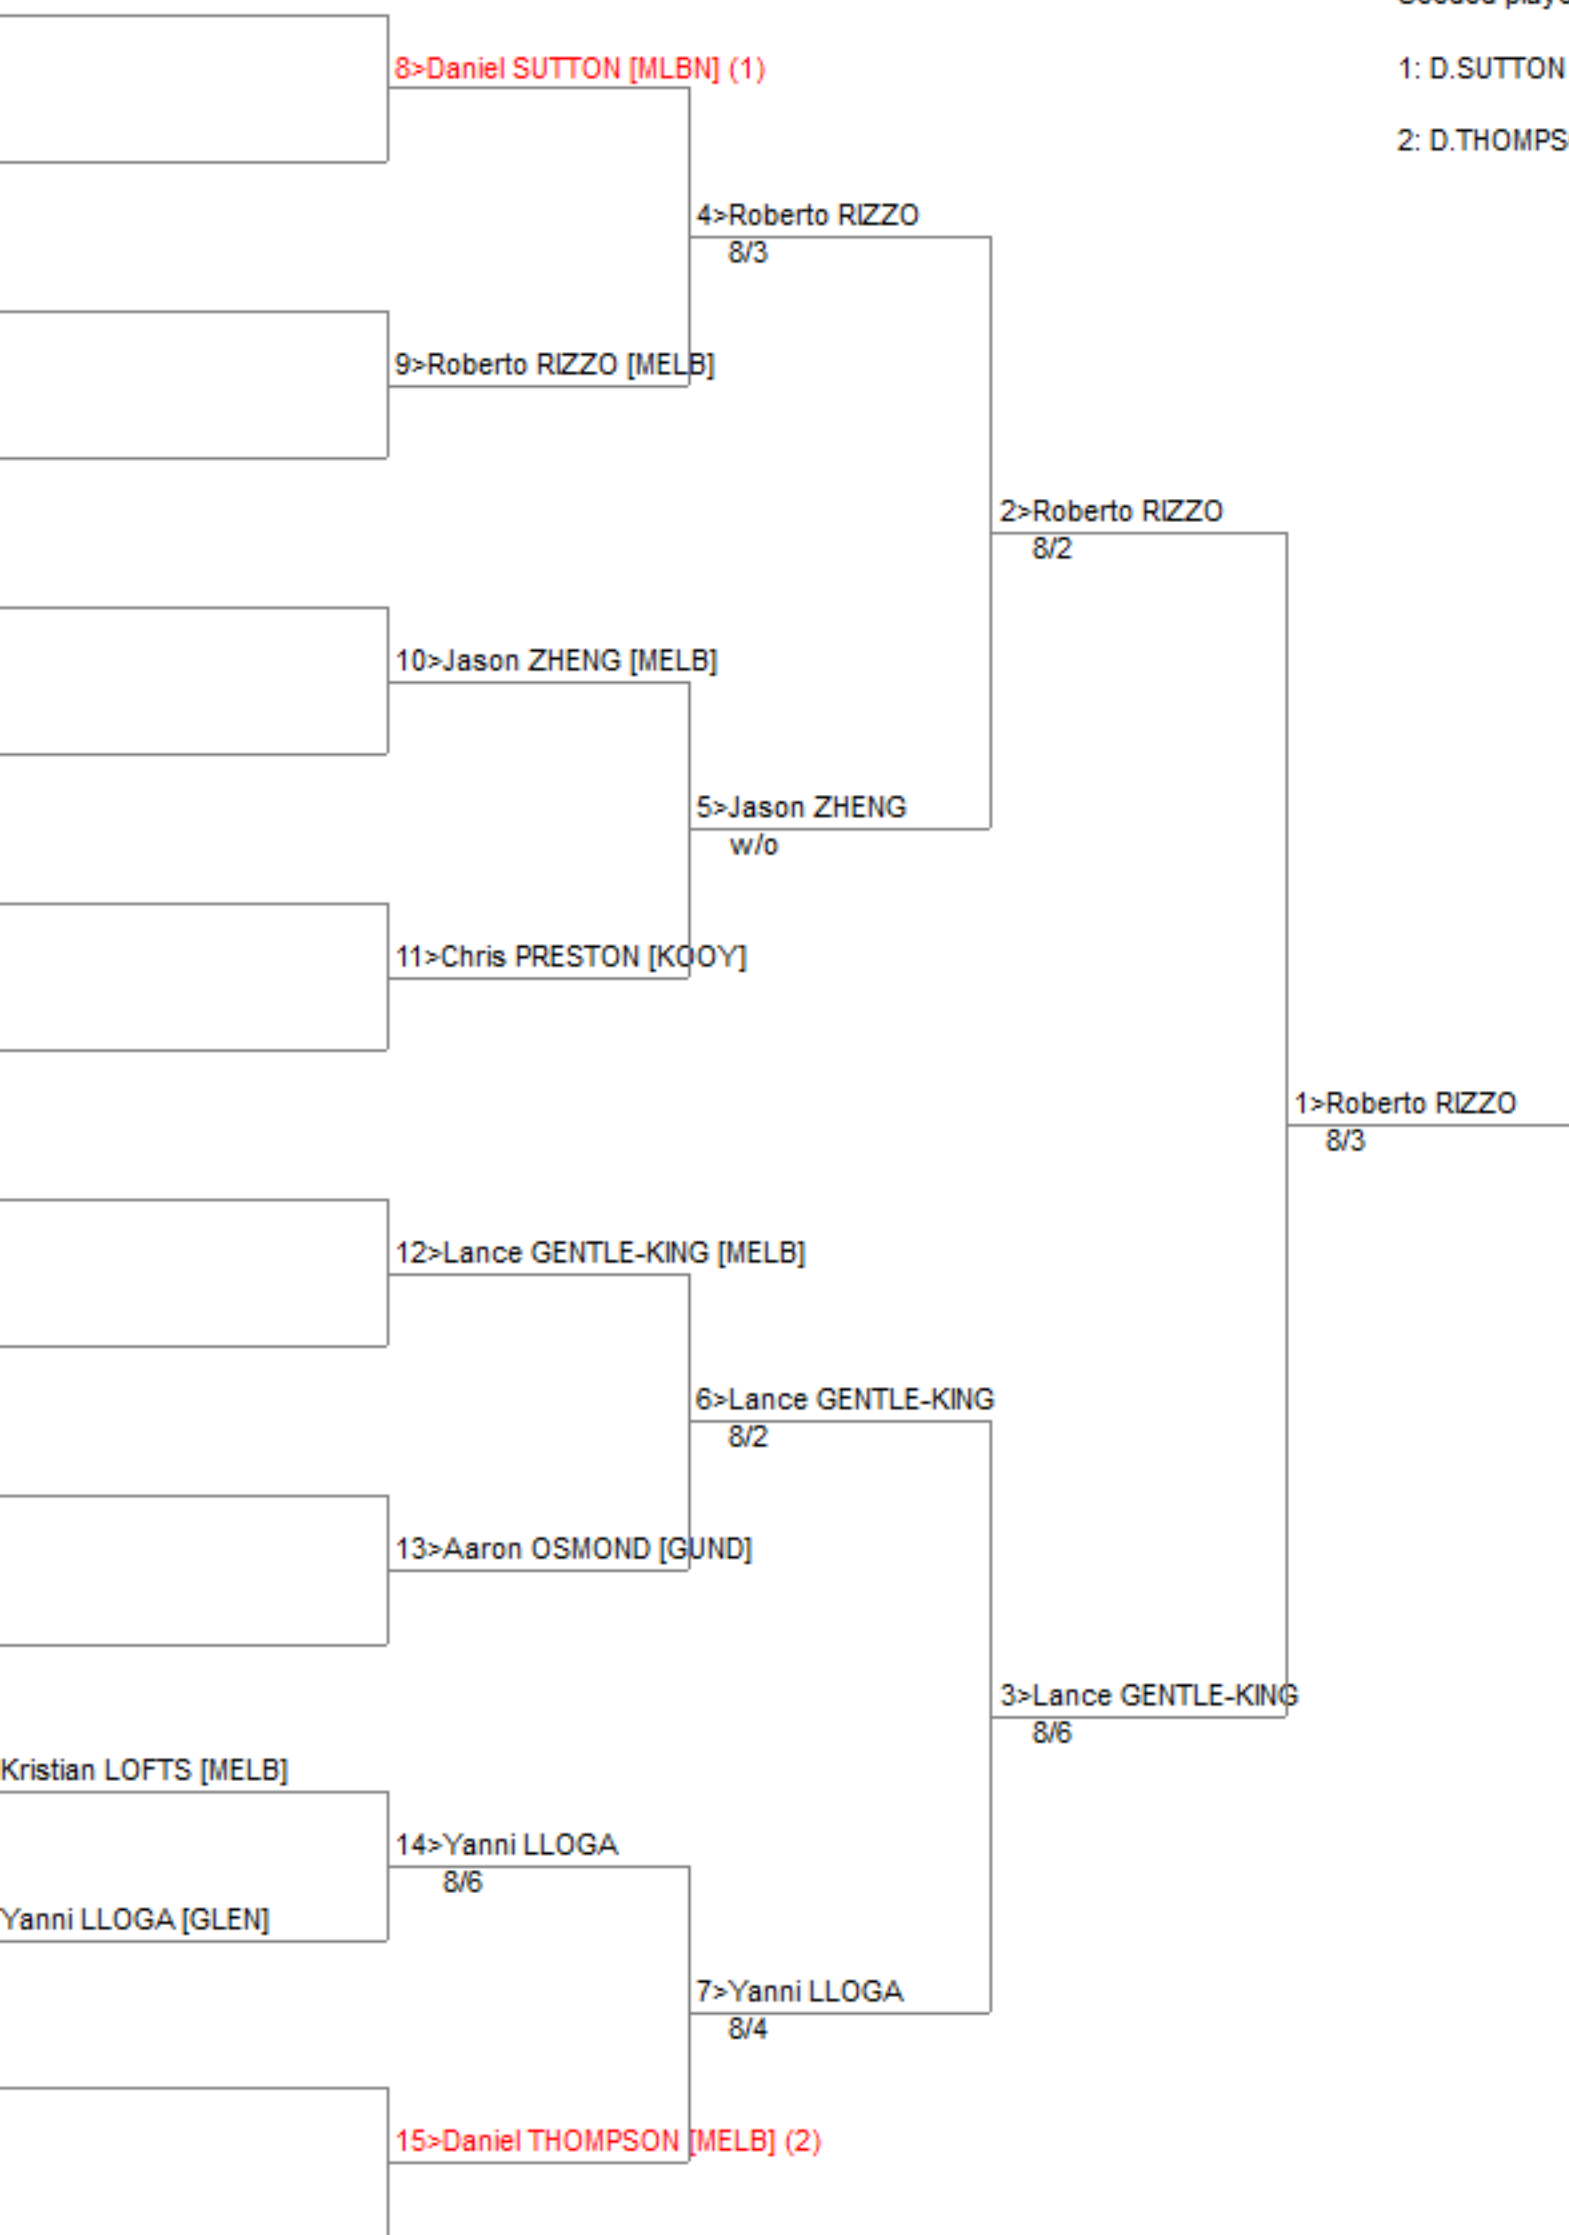 8>Daniel SUTTON [MLBN] (1)
1: D.SUTTON
2: D.THOMPS
4>Roberto RIZZO
8/3
9>Roberto RIZZO [MELB]
2>Roberto RIZZO
8/2
10>Jason ZHENG [MELB]
5>Jason ZHENG
w/o
11>Chris PRESTON [KOOY]
1>Roberto RIZZO
8/3
12>Lance GENTLE-KING [MELB]
6>Lance GENTLE-KING
8/2
13>Aaron OSMOND [GUND]
3>Lance GENTLE-KING
8/6
Kristian LOFTS [MELB]
14>Yanni LLOGA
8/6
Yanni LLOGA [GLEN]
7>Yanni LLOGA
8/4
15>Daniel THOMPSON [MELB] (2)